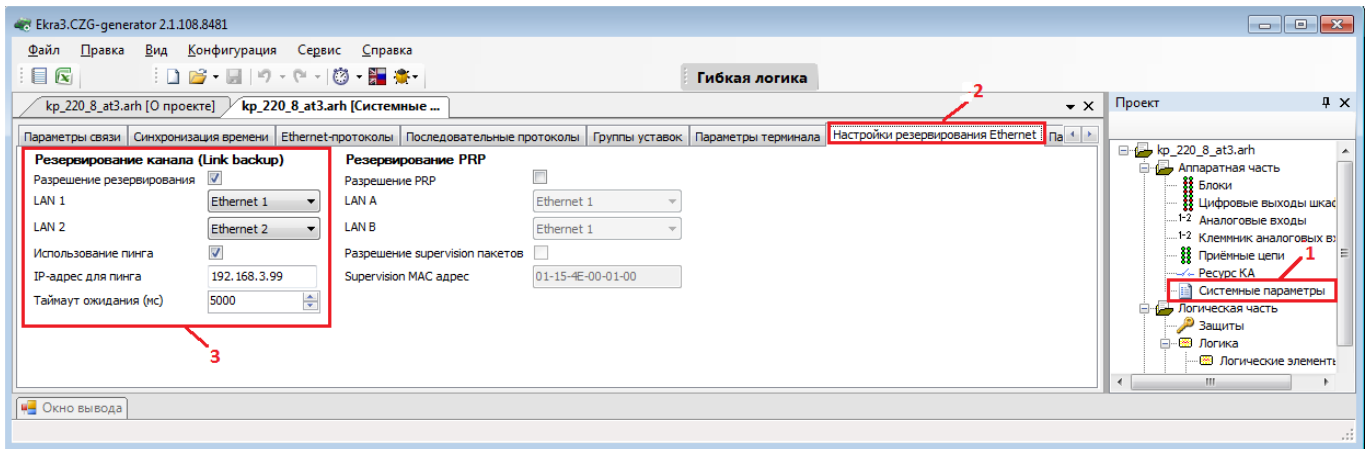 Ekra3.CZG-generator 2.1.108.8481
Файл Правка Вид Конфигурация Сервис Справка
Гибкая логика
kp_220_8_at3.arh [О проекте] kp_220_8_at3.arh [Системные ...
2
Проект
Параметры связи Синхронизация времени Ethernet-протоколы Последовательные протоколы Группы уставок Параметры терминала Настройки резервирования Ethernet Па
Резервирование канала (Link backup)
Разрешение резервирования
LAN 1 Ethernet 1
LAN 2 Ethernet 2
Использование пинга
IP-адрес для пинга 192.168.3.99
Таймаут ожидания (мс) 5000
3
Резервирование PRP
Разрешение PRP
LAN A Ethernet 1
LAN B Ethernet 1
Разрешение supervision пакетов
Supervision MAC адрес 01-15-4E-00-01-00
kp_220_8_at3.arh
Аппаратная часть
Блоки
Цифровые выходы шкаф
1-2 Аналоговые входы
1-2 Клеммник аналоговых вх
Приёмные цепи
1
Ресурс КА
Системные параметры
Логическая часть
Защиты
Логика
Логические элементы
Окно вывода